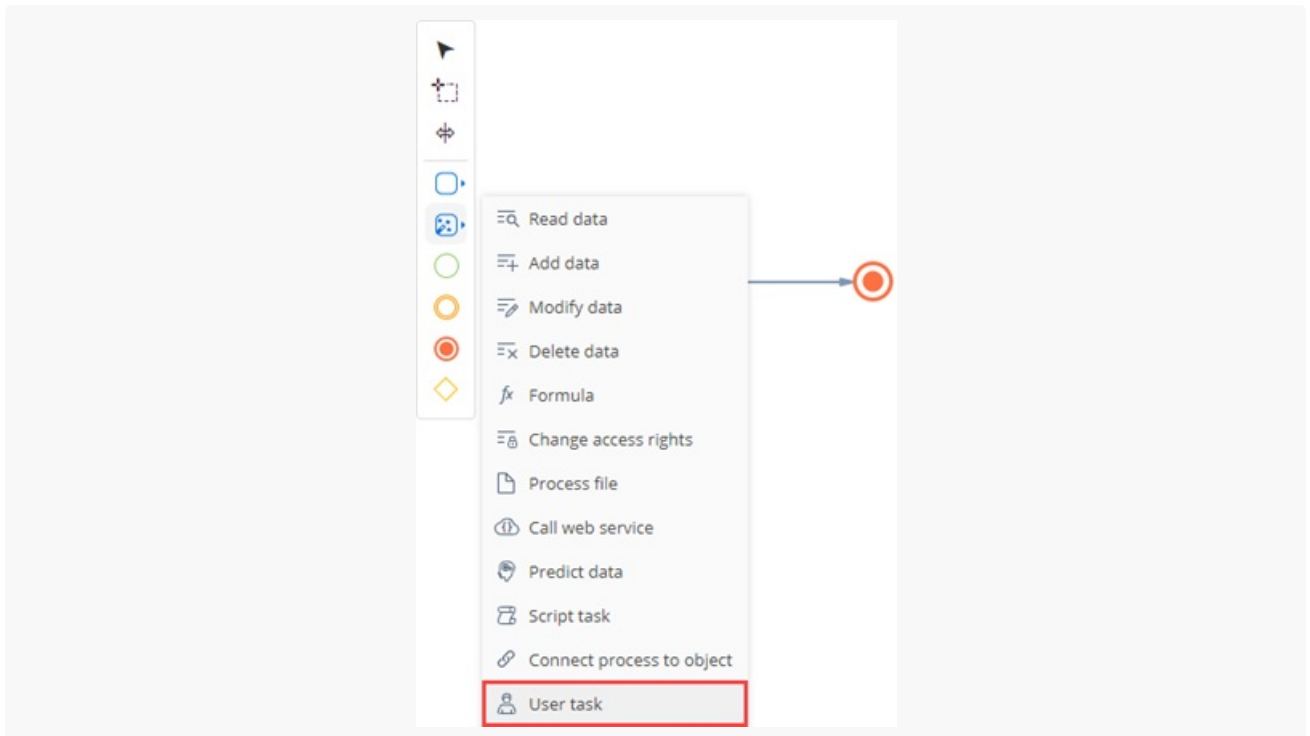 Read data
Add data
Modify data
Delete data
fx Formula
Change access rights
Process file
Call web service
Predict data
Script task
Connect process to object
User task